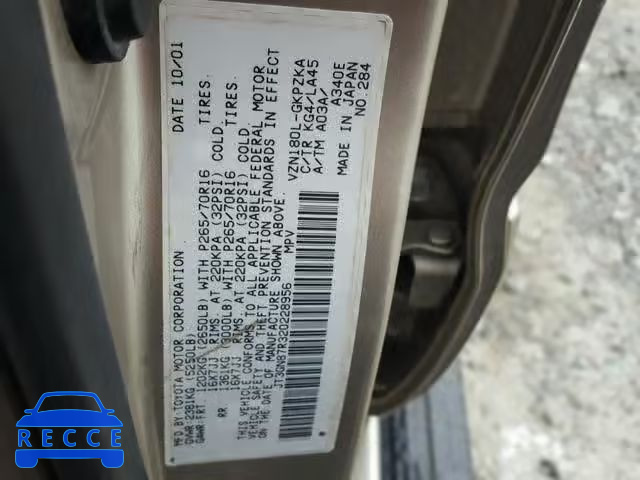 MFD.BY: TOYOTA MOTOR CORPORATION DATE 10/01
GVWR 2381KG (5250LB)
GAWR FRT 1202KG (2650LB) WITH P265/70R16 TIRES.
16X7JJ RIMS. AT 220KPA (32PSI) COLD.
RR 1361KG (3000LB) WITH P265/70R16 TIRES.
16X7JJ RIMS. AT 220KPA (32PSI) COLD.
THIS VEHICLE CONFORMS TO ALL APPLICABLE FEDERAL MOTOR
VEHICLE SAFETY AND THEFT PREVENTION STANDARDS IN EFFECT
ON THE DATE OF MANUFACTURE SHOWN ABOVE.
JT3GN87R320228956 MPV
VZN180L-GKPZKA
C/TR KG4/LA45
A/TM A03A/ A340E
MADE IN JAPAN
NO.284
RECCE